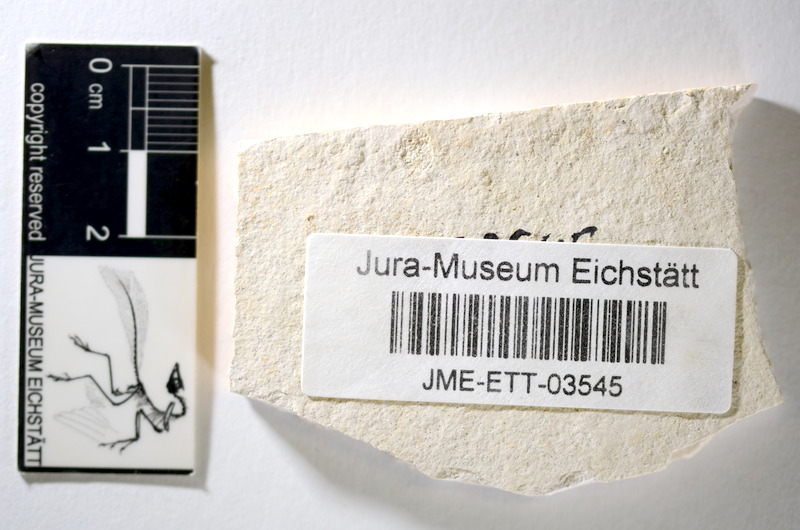 0 cm 1 2
copyright reserved
JURA-MUSEUM EICHSTÄTT
Jura-Museum Eichstätt
JME-ETT-03545